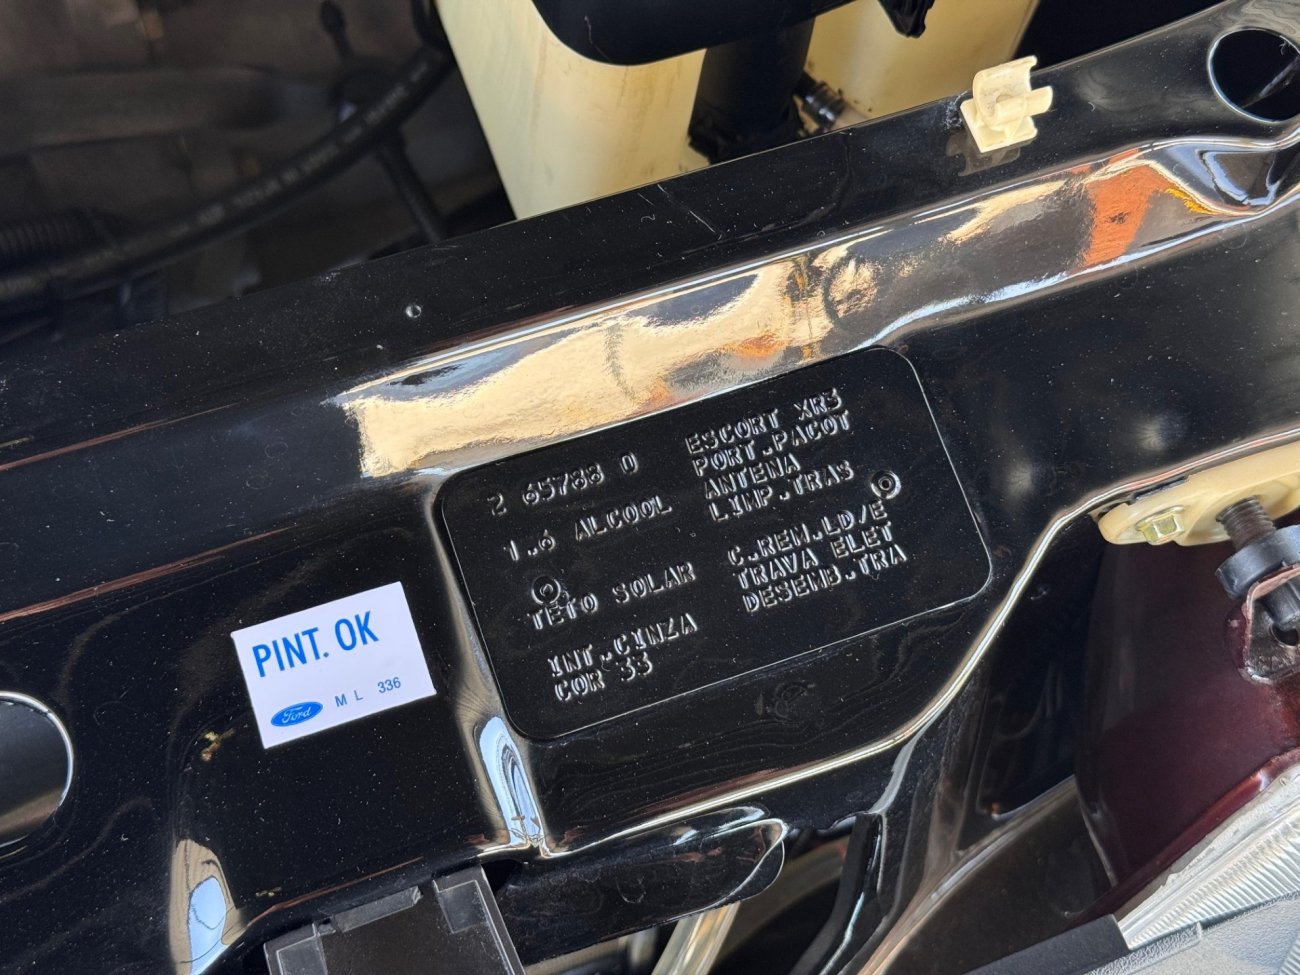 2 65788 0
1.6 ALCOOL
TETO SOLAR
INT.CINZA
COR 33
ESCORT XR3
PORT.PACOT
ANTENA
LIMP.TRAS
C.REM.LD/E
TRAVA ELET
DESEMB.TRA
PINT. OK
Ford ML 336